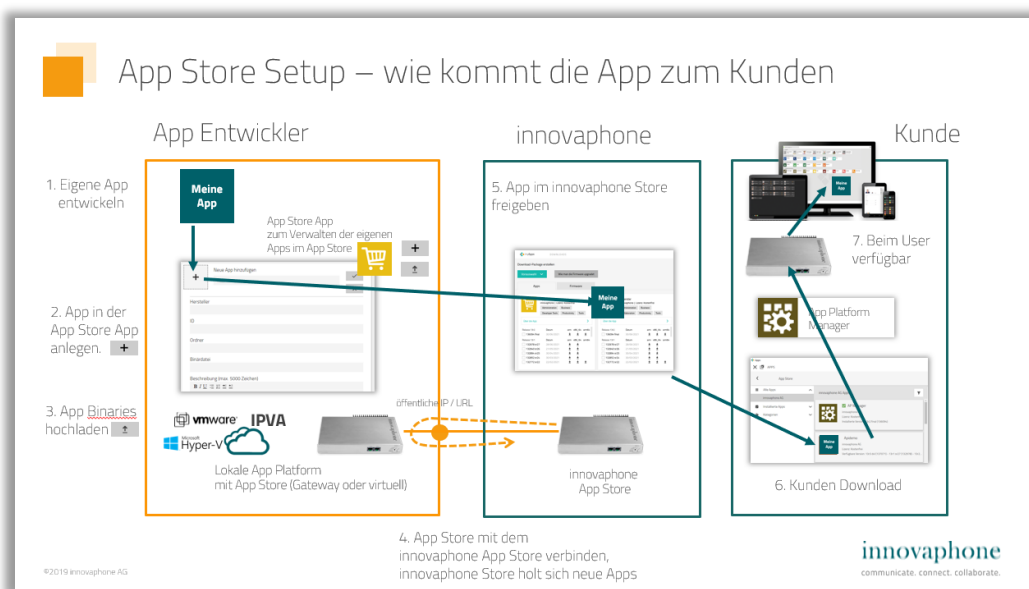 App Store Setup – wie kommt die App zum Kunden
App Entwickler
innovaphone
Kunde
1. Eigene App
entwickeln
Meine
App
App Store App
zum Verwalten der eigenen
Apps im App Store
Neue App hinzufügen
Hersteller
ID
Ordner
Binärdatei
Beschreibung (max. 5000 Zeichen)
2. App in der
App Store App
anlegen.
3. App Binaries
hochladen
vmware
IPVA
Microsoft
Hyper-V
Lokale App Platform
mit App Store (Gateway oder virtuell)
öffentliche IP / URL
4. App Store mit dem
innovaphone App Store verbinden,
innovaphone Store holt sich neue Apps
5. App im innovaphone Store
freigeben
Meine
App
innovaphone
App Store
Meine
App
7. Beim User
verfügbar
App Platform
Manager
App Store
Meine
App
6. Kunden Download
©2019 innovaphone AG
innovaphone
communicate. connect. collaborate.